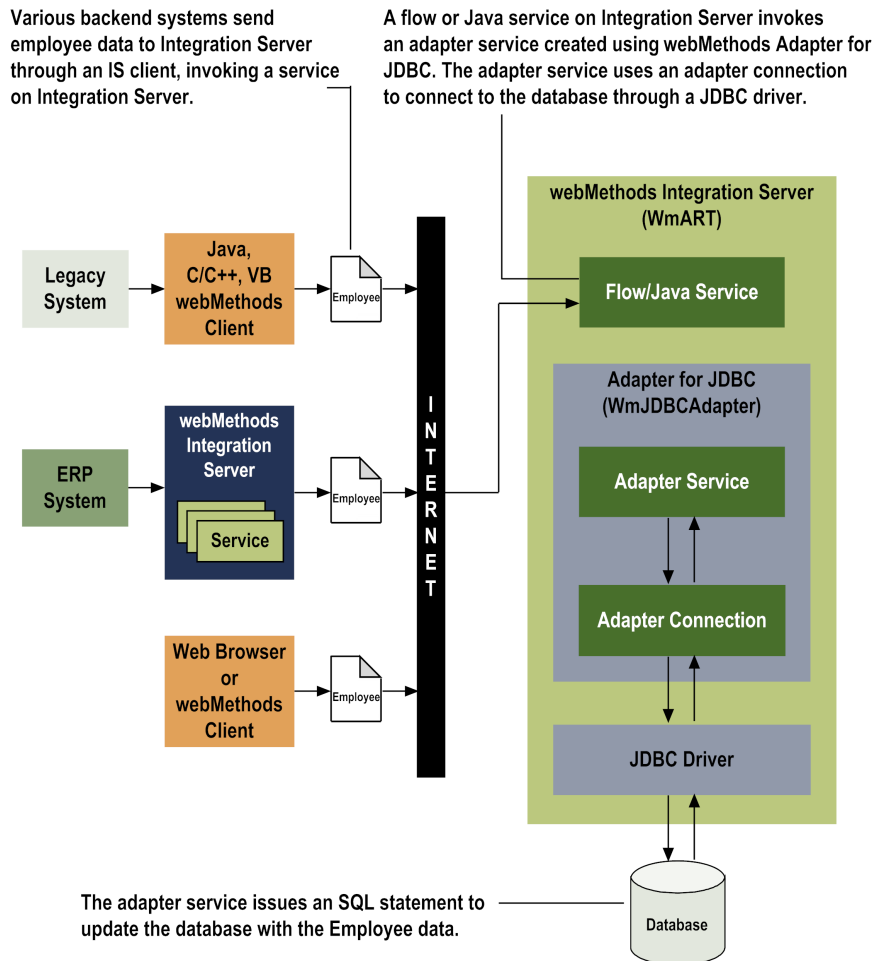 Various backend systems send
employee data to Integration Server
through an IS client, invoking a service
on Integration Server.
A flow or Java service on Integration Server invokes
an adapter service created using webMethods Adapter for
JDBC. The adapter service uses an adapter connection
to connect to the database through a JDBC driver.
webMethods Integration Server
(WmART)
Legacy
System
Java,
C/C++, VB
webMethods
Client
Employee
Flow/Java Service
INTERNET
Adapter for JDBC
(WmJDBCAdapter)
ERP
System
webMethods
Integration
Server
Service
Employee
Adapter Service
Adapter Connection
Web Browser
or
webMethods
Client
Employee
JDBC Driver
The adapter service issues an SQL statement to
update the database with the Employee data.
Database